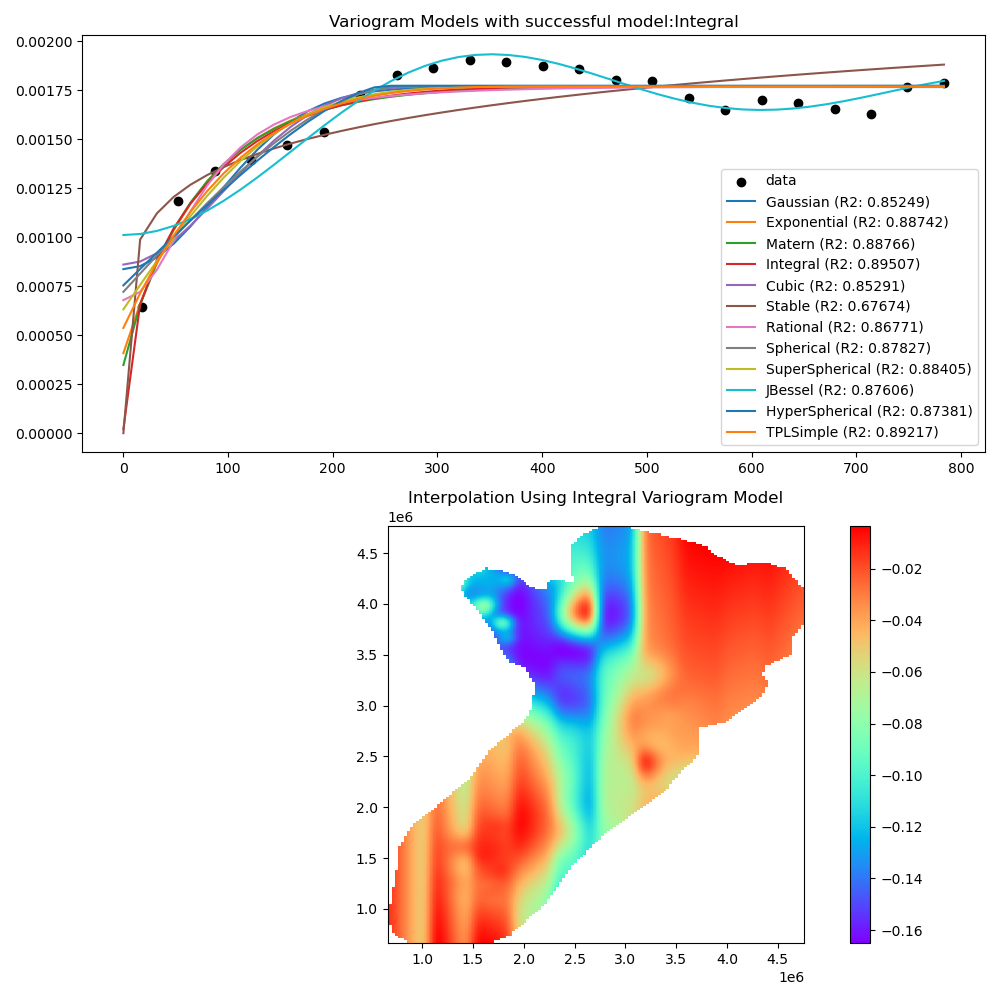 Variogram Models with successful model:Integral
0.00200
0.00175
0.00150
0.00125
0.00100
0.00075
0.00050
0.00025
0.00000
0 100 200 300 400 500 600 700 800
data
Gaussian (R2: 0.85249)
Exponential (R2: 0.88742)
Matern (R2: 0.88766)
Integral (R2: 0.89507)
Cubic (R2: 0.85291)
Stable (R2: 0.67674)
Rational (R2: 0.86771)
Spherical (R2: 0.87827)
SuperSpherical (R2: 0.88405)
JBessel (R2: 0.87606)
HyperSpherical (R2: 0.87381)
TPLSimple (R2: 0.89217)
Interpolation Using Integral Variogram Model
1e6
4.5
4.0
3.5
3.0
2.5
2.0
1.5
1.0
1.0 1.5 2.0 2.5 3.0 3.5 4.0 4.5
1e6
−0.02
−0.04
−0.06
−0.08
−0.10
−0.12
−0.14
−0.16